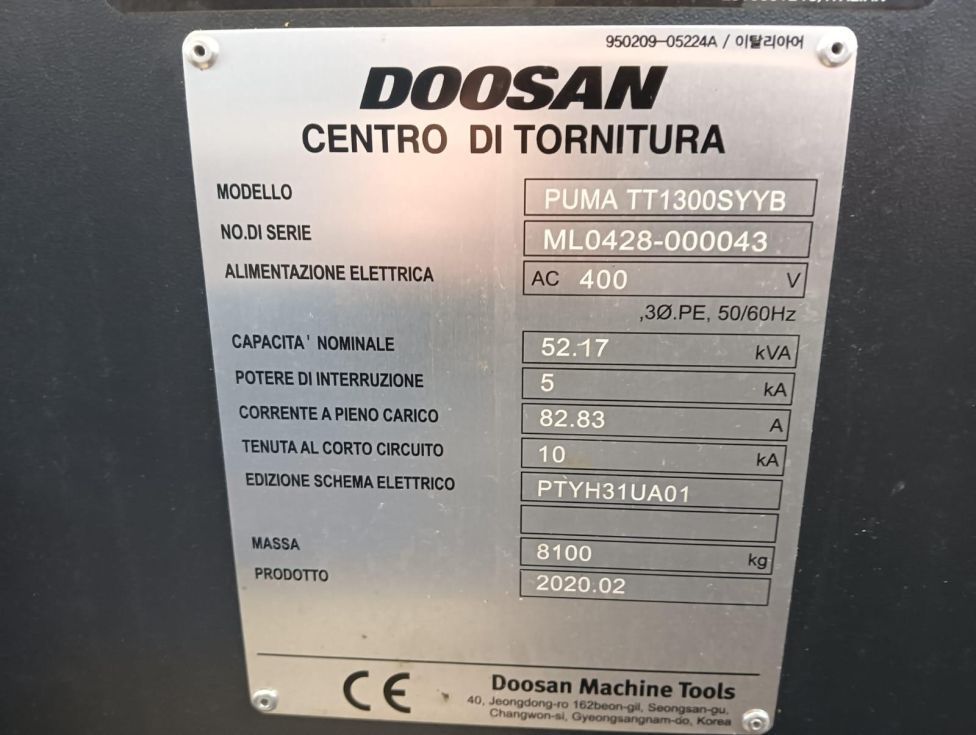 950209-05224A / 이탈리아어
DOOSAN
CENTRO DI TORNITURA
MODELLO PUMA TT1300SYYB
NO.DI SERIE ML0428-000043
ALIMENTAZIONE ELETTRICA AC 400 V
,3Ø.PE, 50/60Hz
CAPACITA' NOMINALE 52.17 kVA
POTERE DI INTERRUZIONE 5 kA
CORRENTE A PIENO CARICO 82.83 A
TENUTA AL CORTO CIRCUITO 10 kA
EDIZIONE SCHEMA ELETTRICO PTYH31UA01
MASSA 8100 kg
PRODOTTO 2020.02
CE
Doosan Machine Tools
40, Jeongdong-ro 162beon-gil, Seongsan-gu,
Changwon-si, Gyeongsangnam-do, Korea